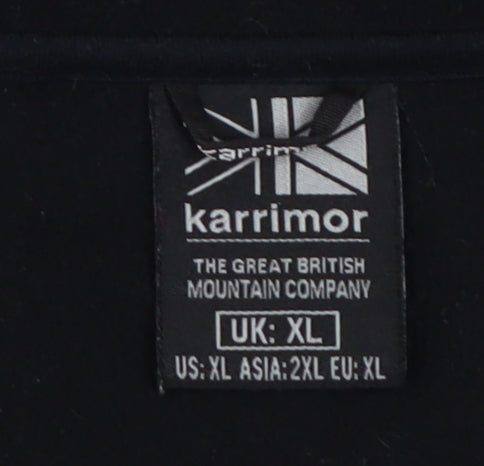 karrimor
karrimor
THE GREAT BRITISH
MOUNTAIN COMPANY
UK: XL
US: XL ASIA: 2XL EU: XL